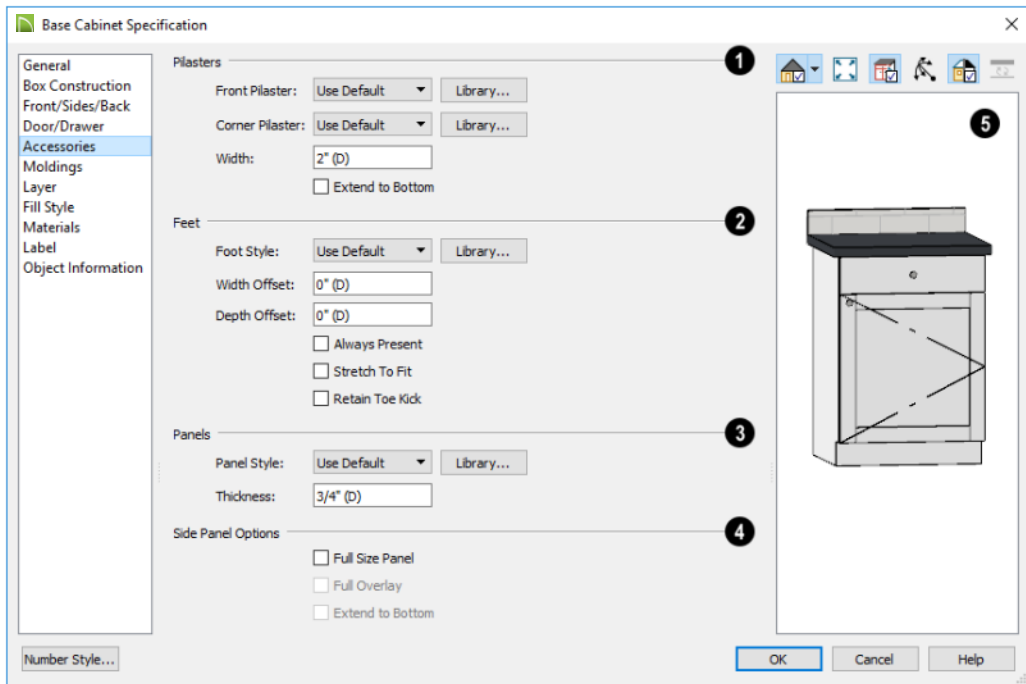 Base Cabinet Specification
General
Box Construction
Front/Sides/Back
Door/Drawer
Accessories
Moldings
Layer
Fill Style
Materials
Label
Object Information
Pilasters
1
Front Pilaster: Use Default Library...
Corner Pilaster: Use Default Library...
Width: 2" (D)
Extend to Bottom
Feet
2
Foot Style: Use Default Library...
Width Offset: 0" (D)
Depth Offset: 0" (D)
Always Present
Stretch To Fit
Retain Toe Kick
Panels
3
Panel Style: Use Default Library...
Thickness: 3/4" (D)
Side Panel Options
4
Full Size Panel
Full Overlay
Extend to Bottom
5
Number Style...
OK Cancel Help